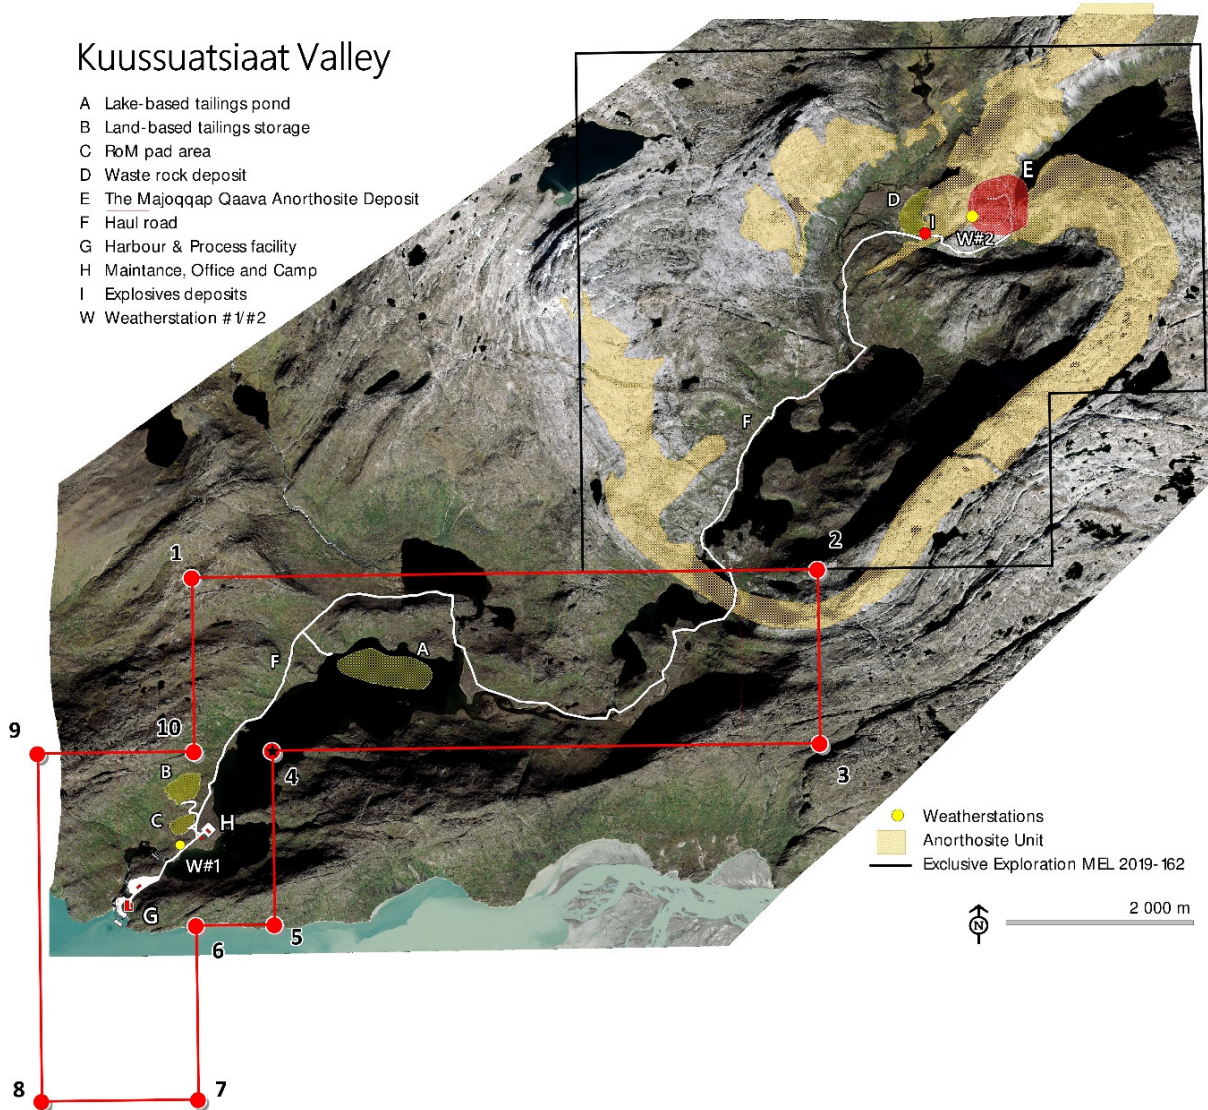 Kuussuatsiaat Valley
A Lake-based tailings pond
B Land-based tailings storage
C RoM pad area
D Waste rock deposit
E The Majoqqap Qaava Anorthosite Deposit
F Haul road
G Harbour & Process facility
H Maintance, Office and Camp
I Explosives deposits
W Weatherstation #1/#2
E
D
I
W#2
F
1
2
A
F
9
10
4
3
B
C
H
W#1
G
6
5
8
7
Weatherstations
Anorthosite Unit
Exclusive Exploration MEL 2019-162
N
2 000 m